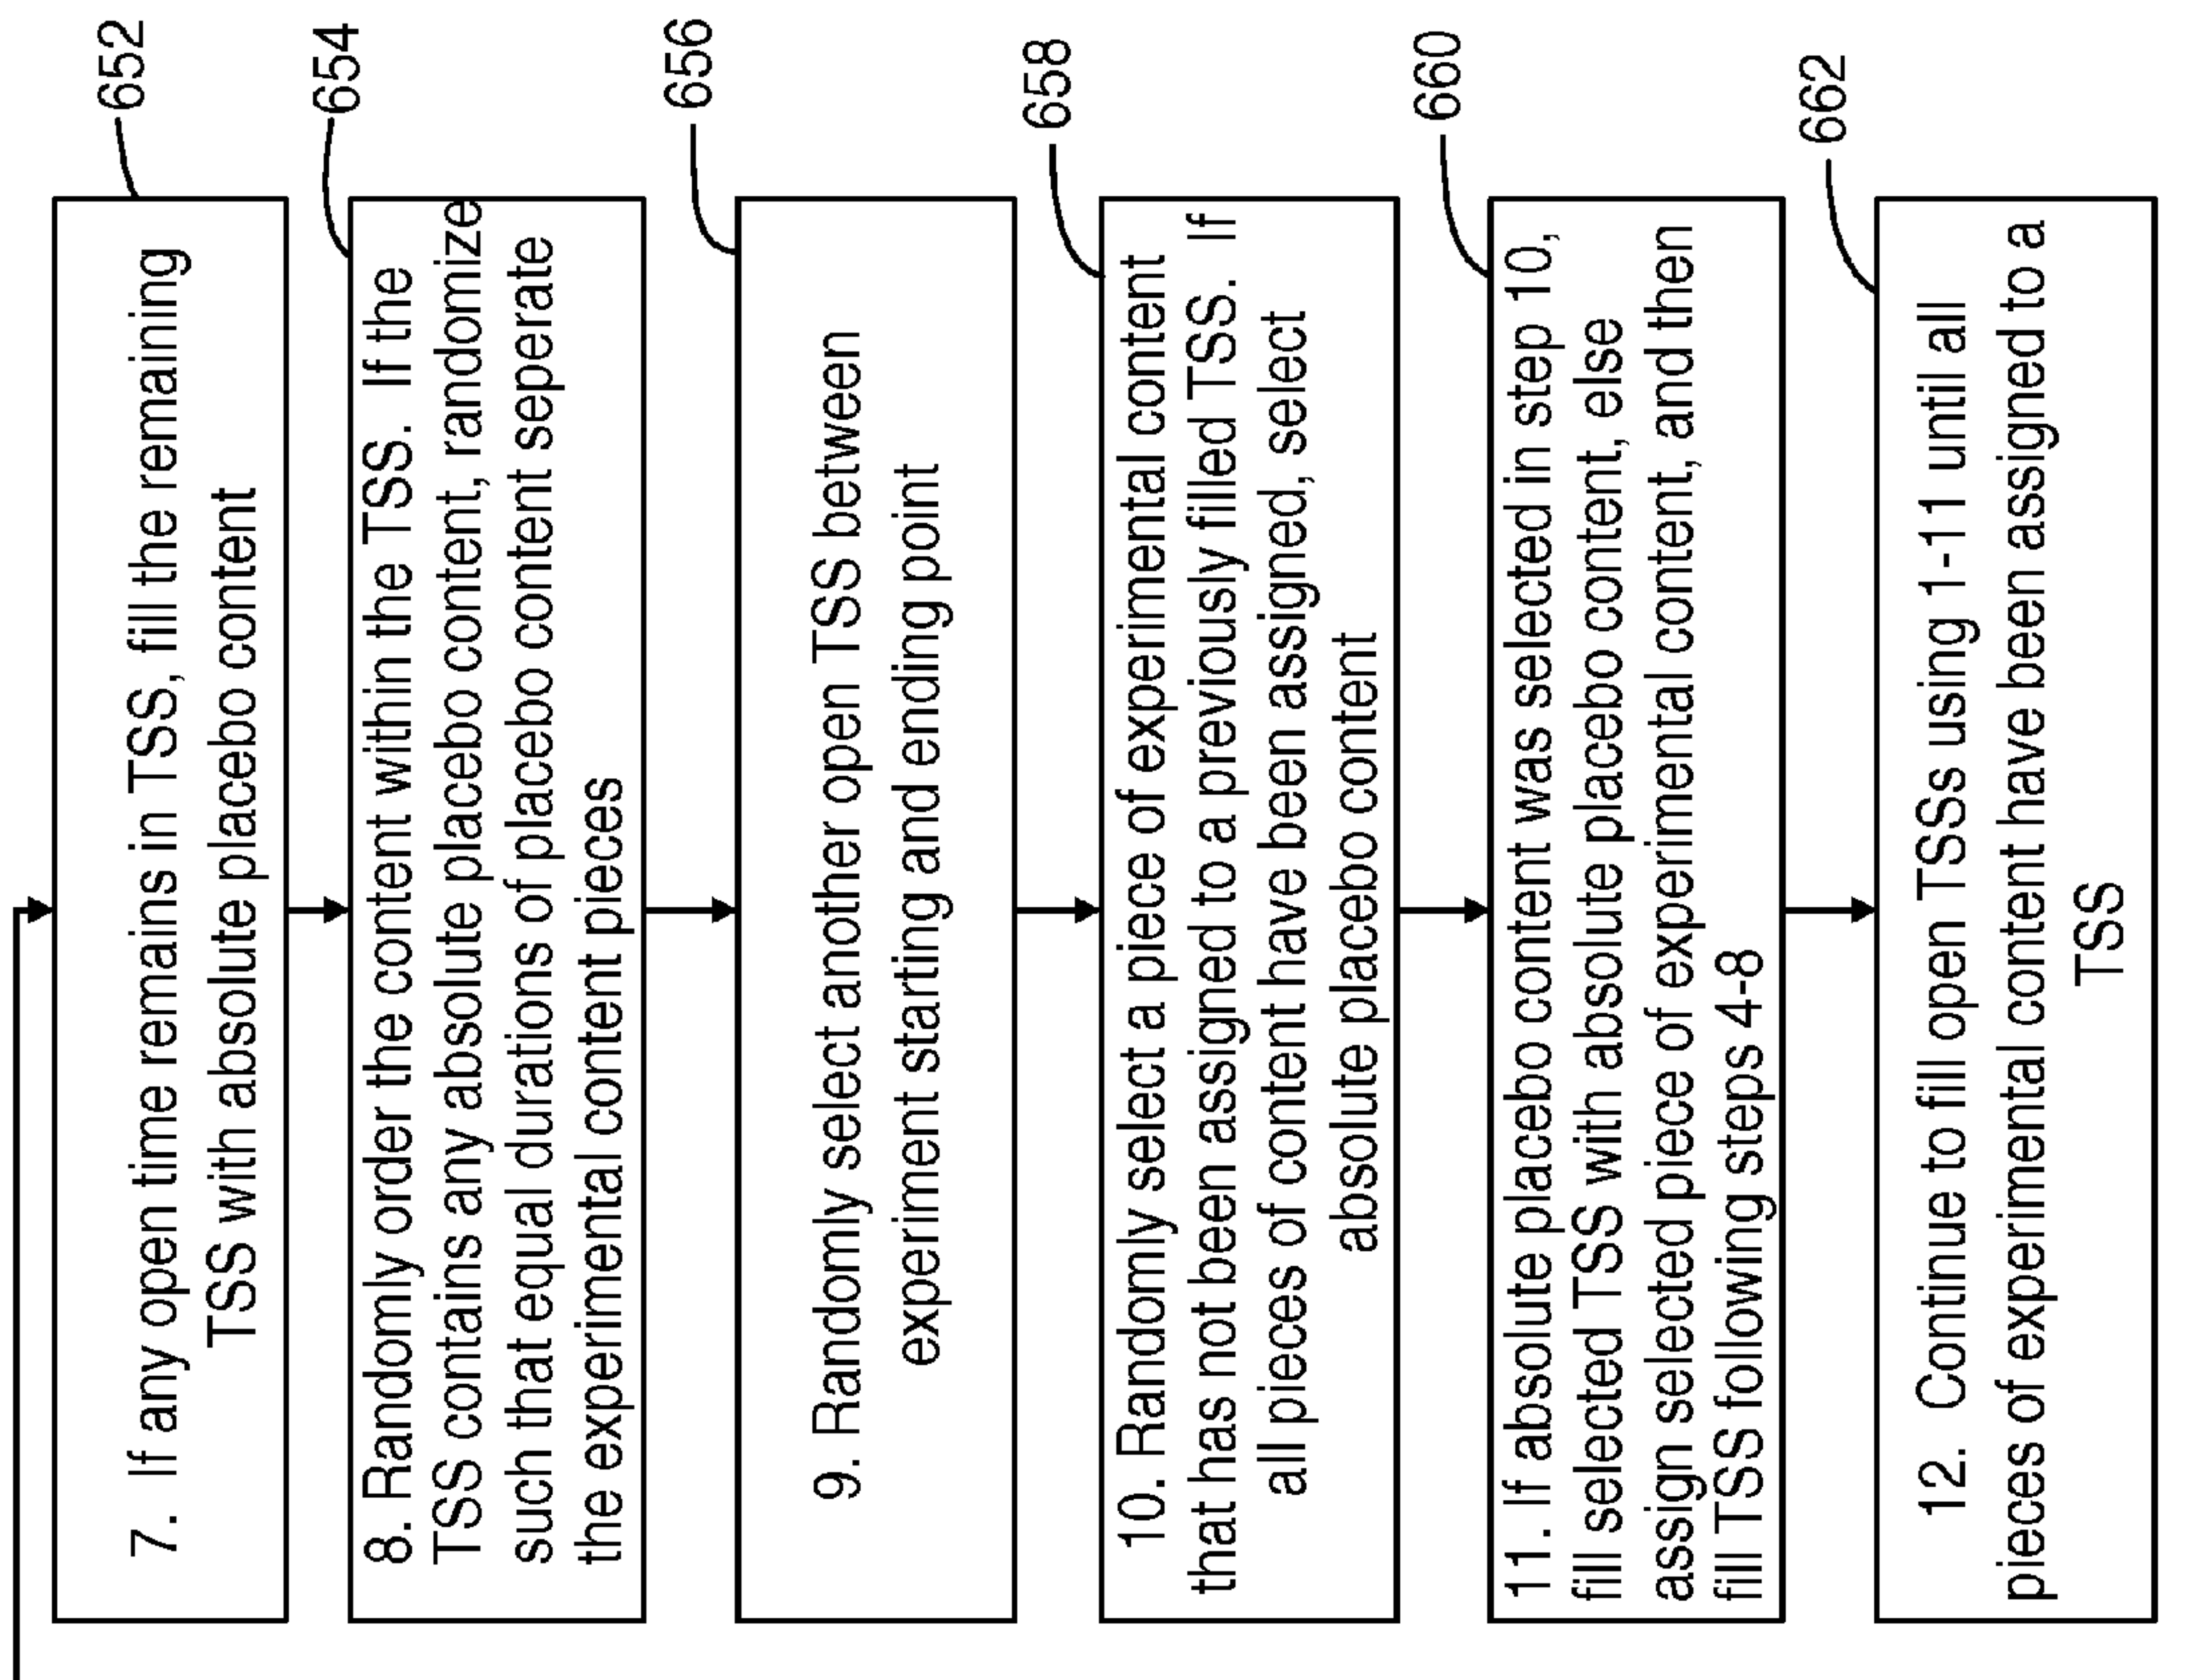 652
7. If any open time remains in TSS, fill the remaining
TSS with absolute placebo content
654
8. Randomly order the content within the TSS. If the
TSS contains any absolute placebo content, randomize
such that equal durations of placebo content seperate
the experimental content pieces
656
9. Randomly select another open TSS between
experiment starting and ending point
658
10. Randomly select a piece of experimental content
that has not been assigned to a previously filled TSS. If
all pieces of content have been assigned, select
absolute placebo content
660
11. If absolute placebo content was selected in step 10,
fill selected TSS with absolute placebo content, else
assign selected piece of experimental content, and then
fill TSS following steps 4-8
662
12. Continue to fill open TSSs using 1-11 until all
pieces of experimental content have been assigned to a
TSS